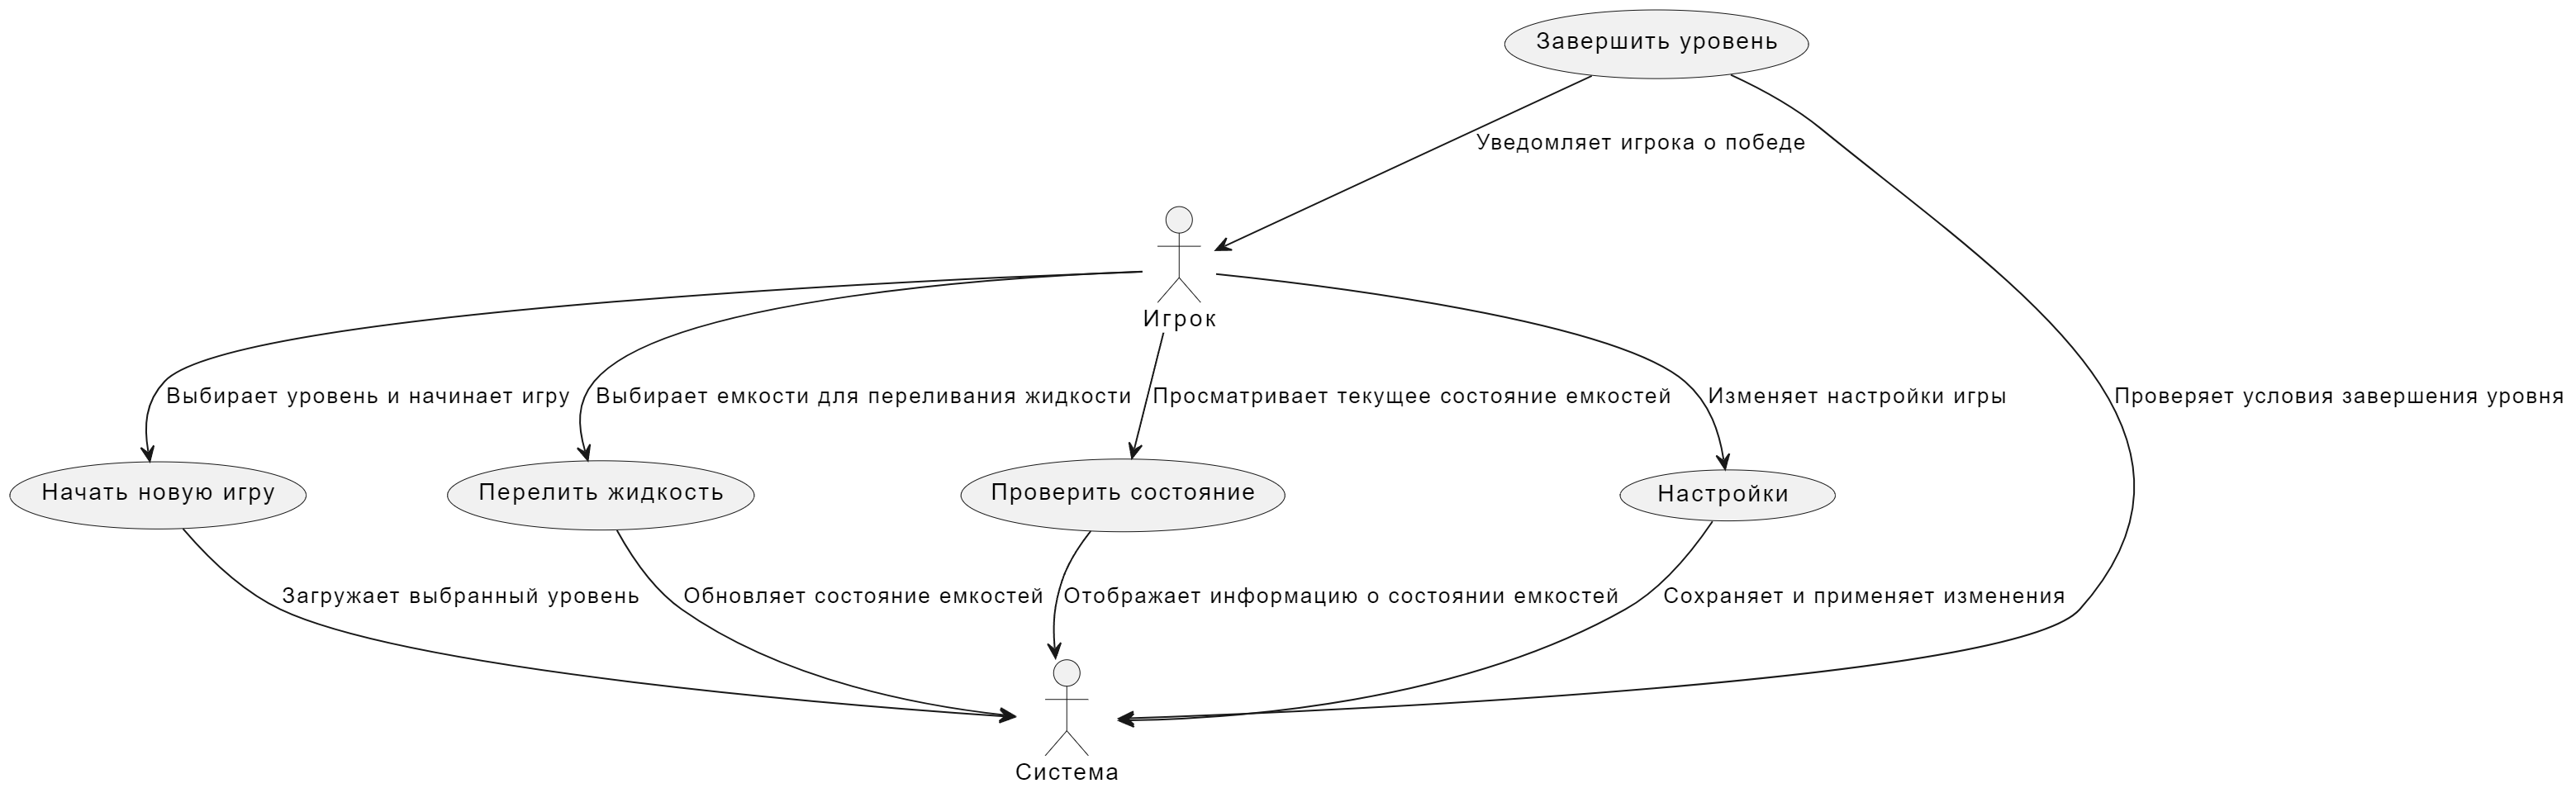 Завершить уровень
Уведомляет игрока о победе
Игрок
Выбирает уровень и начинает игру
Выбирает емкости для переливания жидкости
Просматривает текущее состояние емкостей
Изменяет настройки игры
Проверяет условия завершения уровня
Начать новую игру
Перелить жидкость
Проверить состояние
Настройки
Загружает выбранный уровень
Обновляет состояние емкостей
Отображает информацию о состоянии емкостей
Сохраняет и применяет изменения
Система